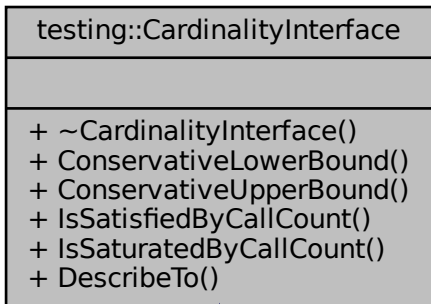 testing::CardinalityInterface
+ ~CardinalityInterface()
+ ConservativeLowerBound()
+ ConservativeUpperBound()
+ IsSatisfiedByCallCount()
+ IsSaturatedByCallCount()
+ DescribeTo()